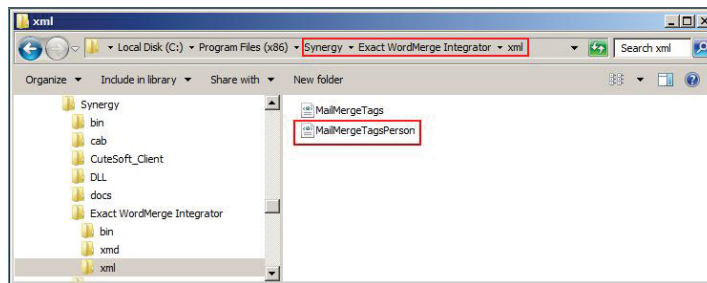 xml
Local Disk (C:) Program Files (x86) Synergy Exact WordMerge Integrator xml Search xml
Organize Include in library Share with New folder
Synergy
bin
cab
CuteSoft_Client
DLL
docs
Exact WordMerge Integrator
bin
xmd
xml
MailMergeTags
MailMergeTagsPerson